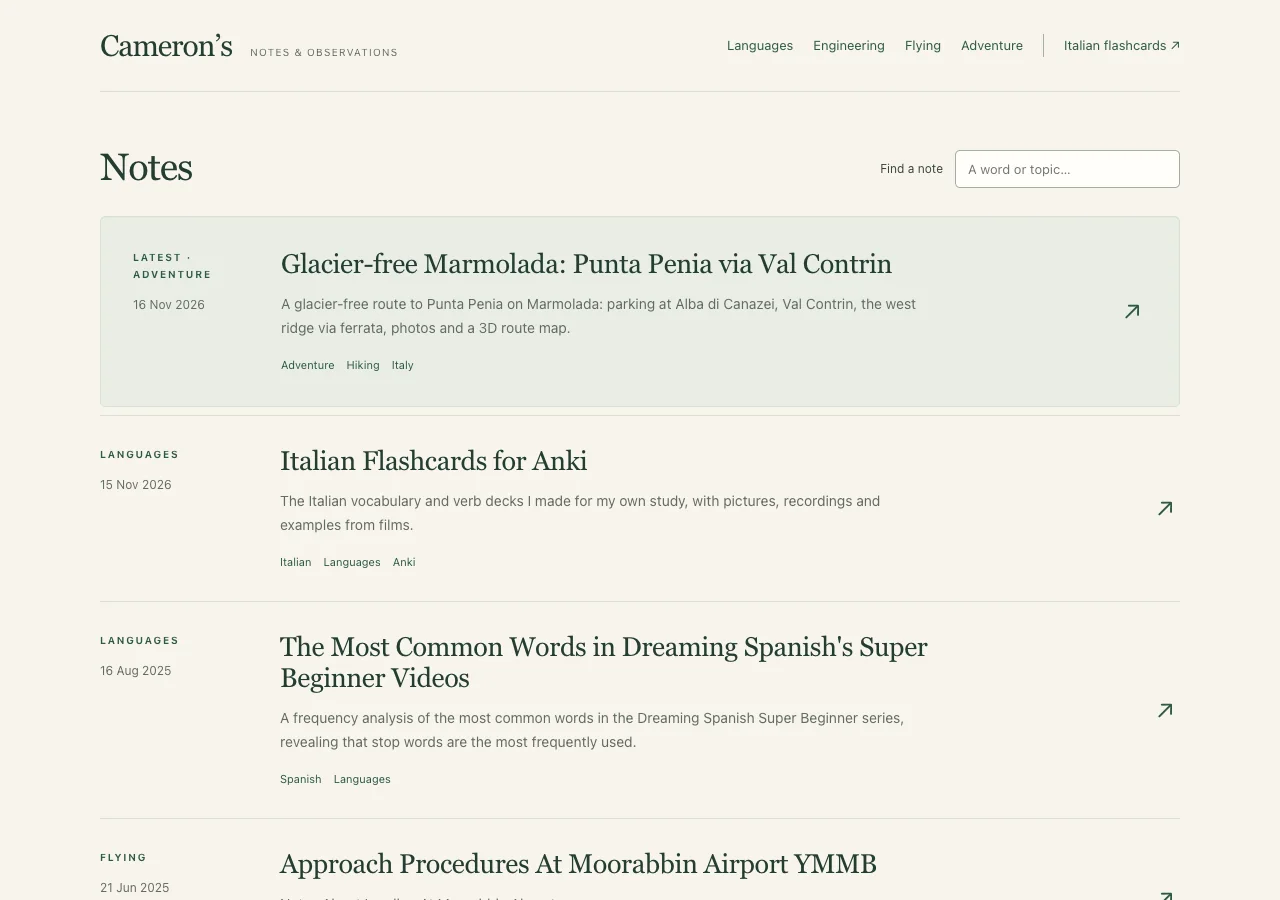 Cameron’s NOTES & OBSERVATIONS
Languages Engineering Flying Adventure Italian flashcards ↗
Notes
Find a note A word or topic...
LATEST ·
ADVENTURE
16 Nov 2026
Glacier-free Marmolada: Punta Penia via Val Contrin
A glacier-free route to Punta Penia on Marmolada: parking at Alba di Canazei, Val Contrin, the west
ridge via ferrata, photos and a 3D route map.
Adventure Hiking Italy
LANGUAGES
15 Nov 2026
Italian Flashcards for Anki
The Italian vocabulary and verb decks I made for my own study, with pictures, recordings and
examples from films.
Italian Languages Anki
LANGUAGES
16 Aug 2025
The Most Common Words in Dreaming Spanish's Super
Beginner Videos
A frequency analysis of the most common words in the Dreaming Spanish Super Beginner series,
revealing that stop words are the most frequently used.
Spanish Languages
FLYING
21 Jun 2025
Approach Procedures At Moorabbin Airport YMMB